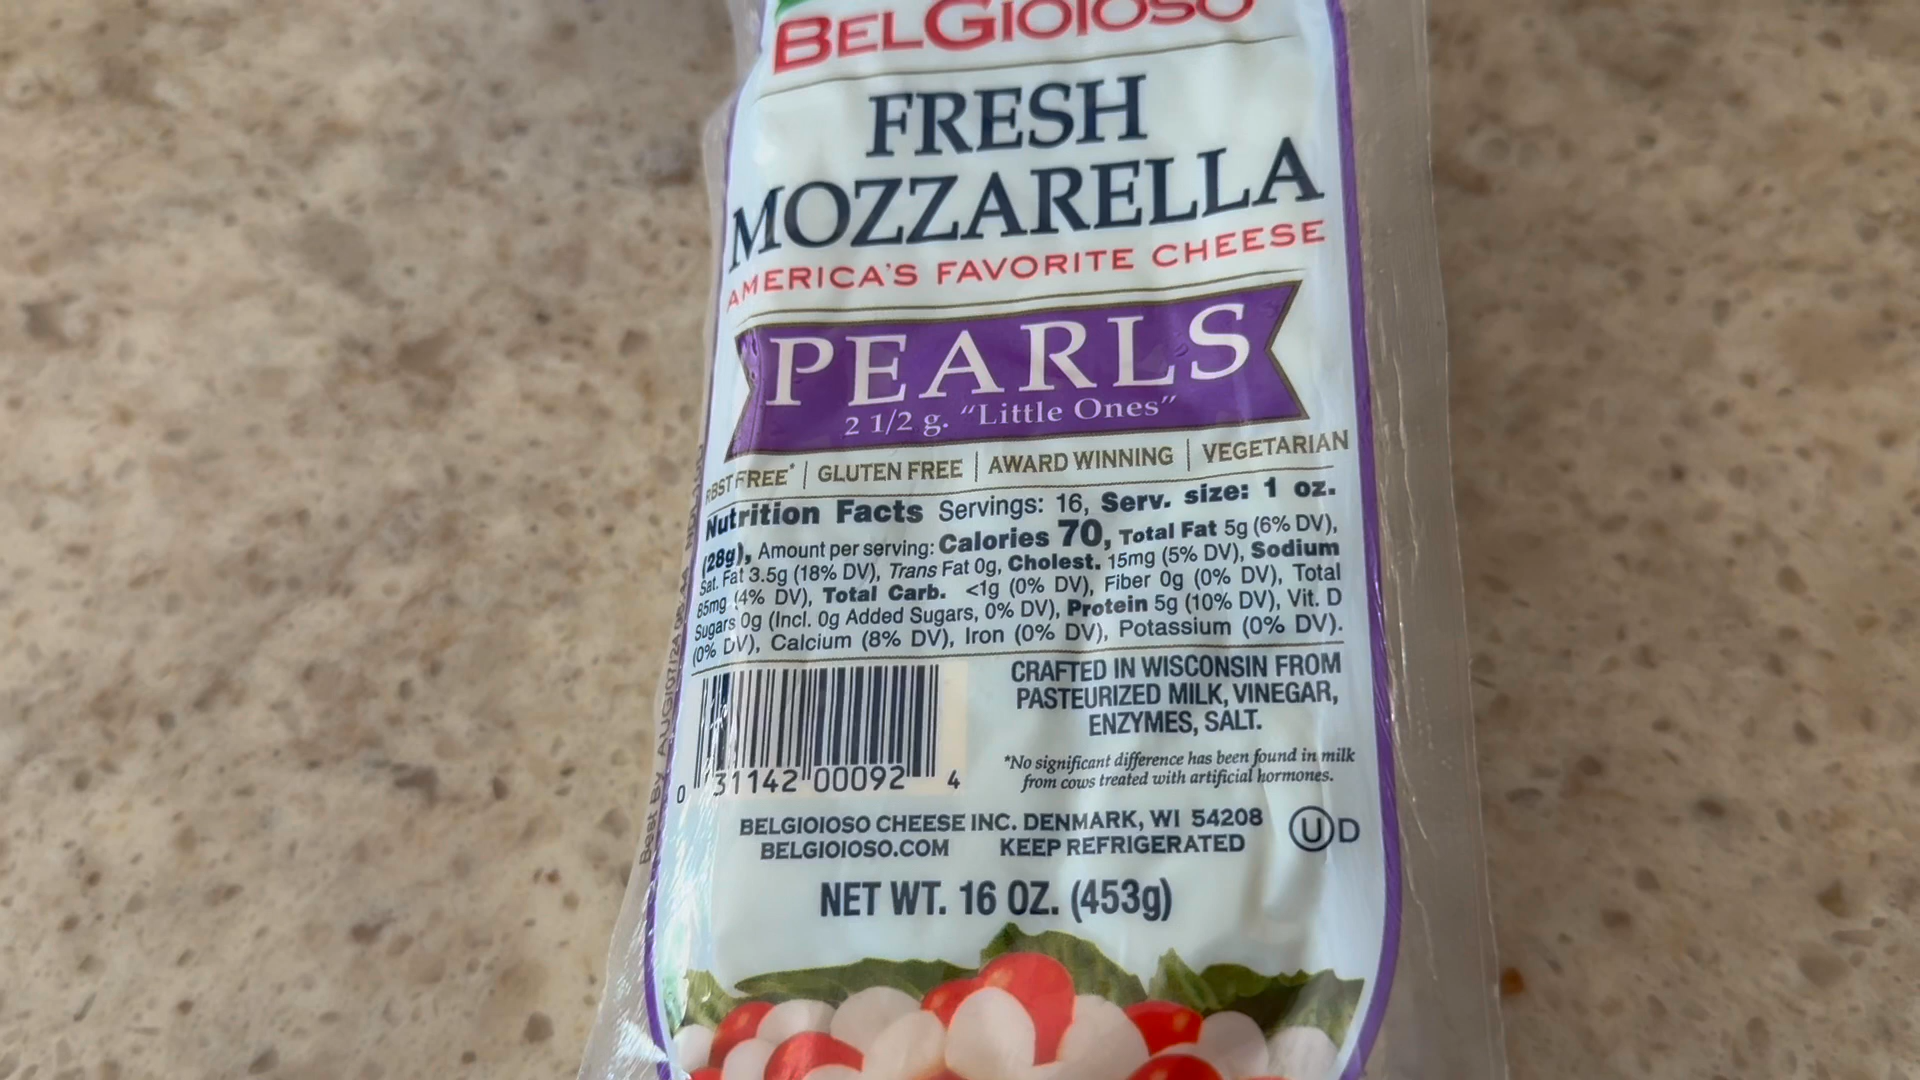 BELGIOIOSO
FRESH
MOZZARELLA
AMERICA'S FAVORITE CHEESE
PEARLS
2 1/2 g. “Little Ones”
RBST FREE* | GLUTEN FREE | AWARD WINNING | VEGETARIAN
Nutrition Facts Servings: 16, Serv. size: 1 oz.
(28g), Amount per serving: Calories 70, Total Fat 5g (6% DV),
Sat. Fat 3.5g (18% DV), Trans Fat 0g, Cholest. 15mg (5% DV), Sodium
85mg (4% DV), Total Carb. <1g (0% DV), Fiber 0g (0% DV), Total
Sugars 0g (Incl. 0g Added Sugars, 0% DV), Protein 5g (10% DV), Vit. D
(0% DV), Calcium (8% DV), Iron (0% DV), Potassium (0% DV).
CRAFTED IN WISCONSIN FROM
PASTEURIZED MILK, VINEGAR,
ENZYMES, SALT.
*No significant difference has been found in milk
from cows treated with artificial hormones.
0 31142 00092 4
BELGIOIOSO CHEESE INC. DENMARK, WI 54208
BELGIOIOSO.COM KEEP REFRIGERATED
U D
NET WT. 16 OZ. (453g)
Best By AUG/07/24